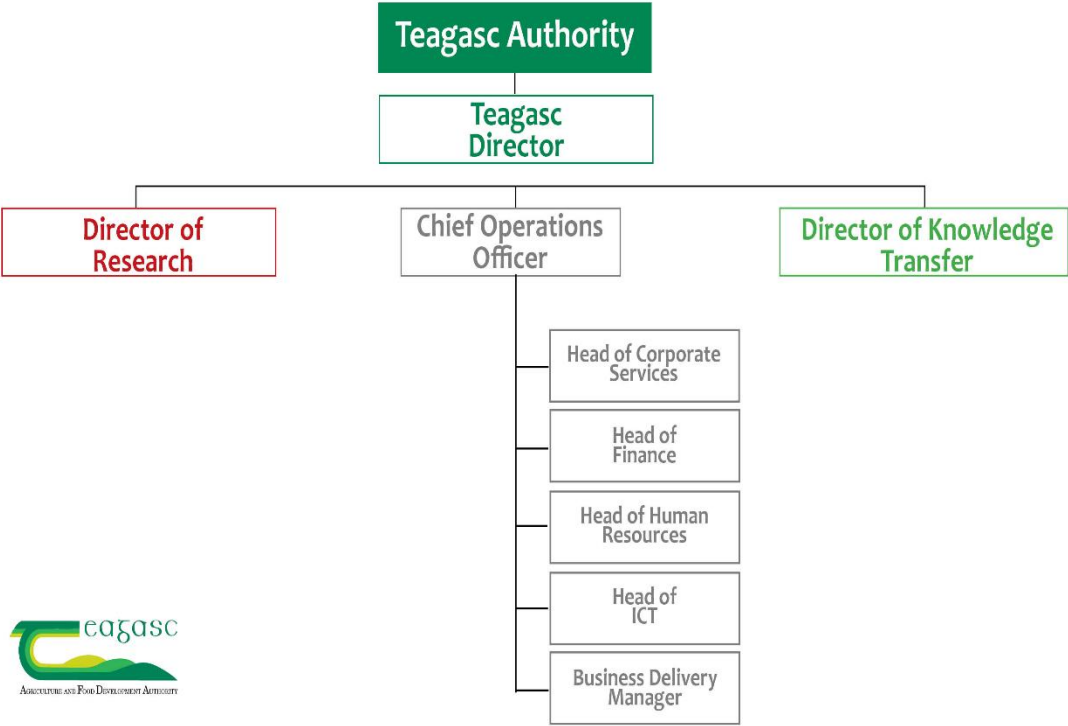 Teagasc Authority
Teagasc
Director
Director of
Research
Chief Operations
Officer
Director of Knowledge
Transfer
Head of Corporate
Services
Head of
Finance
Head of Human
Resources
Head of
ICT
Business Delivery
Manager
Teagasc
Agriculture and Food Development Authority